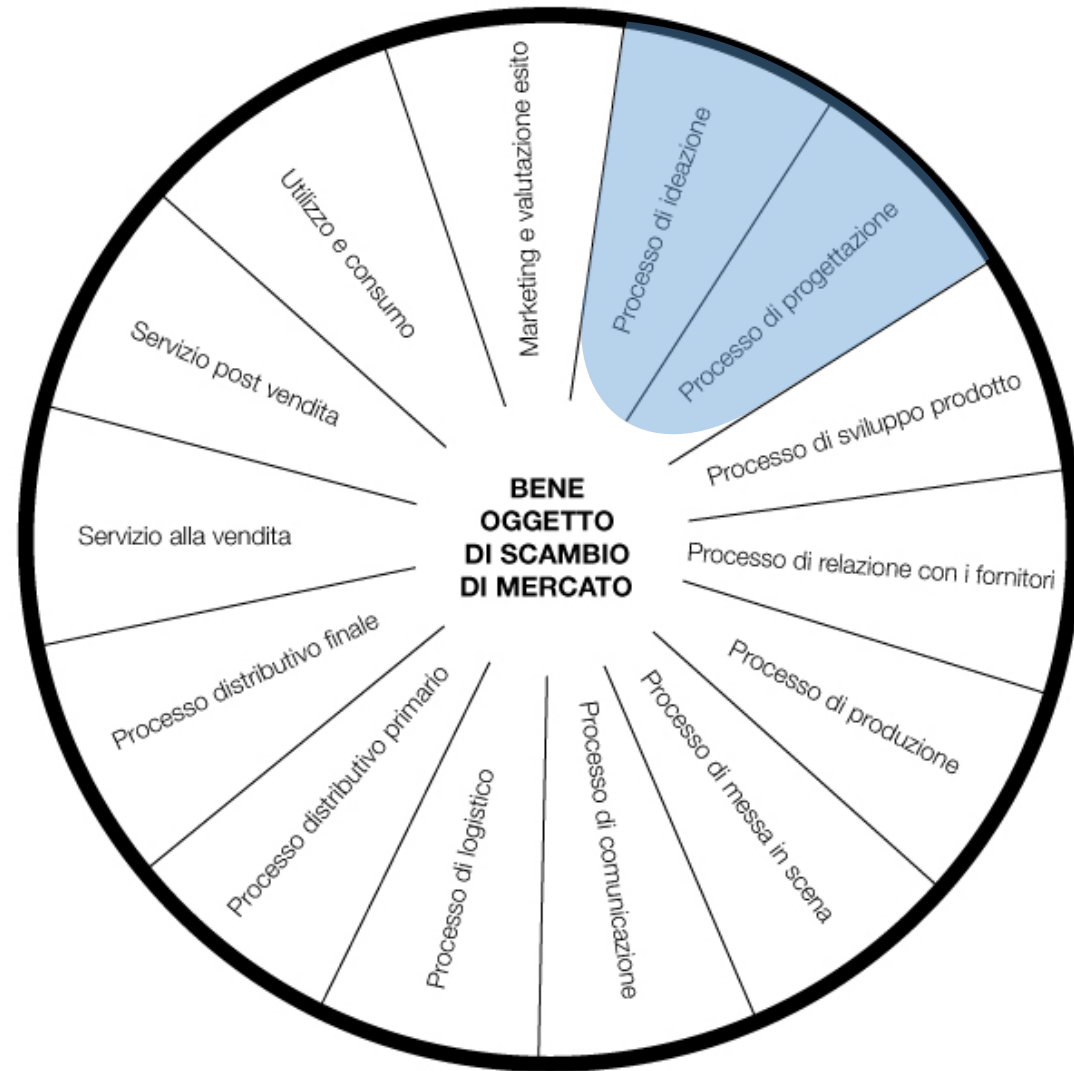 Marketing e valutazione esito
Processo di ideazione
Processo di progettazione
Processo di sviluppo prodotto
Processo di relazione con i fornitori
Processo di produzione
Processo di messa in scena
Processo di comunicazione
Processo di logistico
Processo distributivo primario
Processo distributivo finale
Servizio alla vendita
Servizio post vendita
Utilizzo e consumo
BENE
OGGETTO
DI SCAMBIO
DI MERCATO